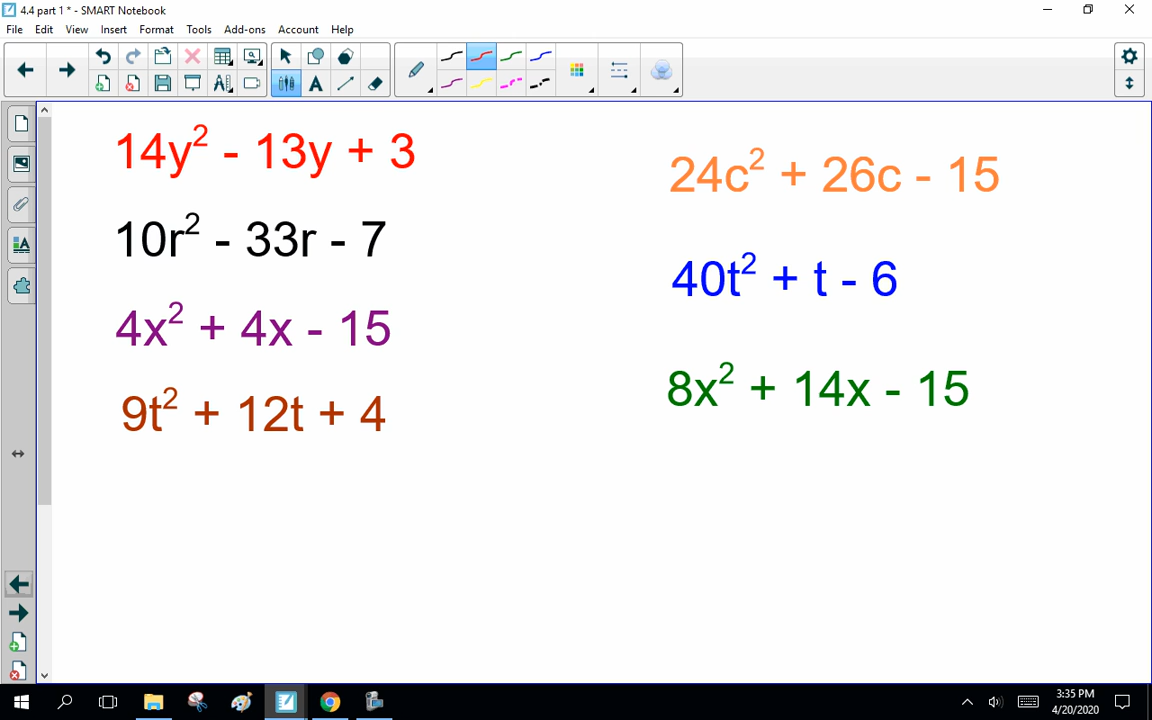 4.4 part 1 * - SMART Notebook
File Edit View Insert Format Tools Add-ons Account Help
14y² - 13y + 3
10r² - 33r - 7
4x² + 4x - 15
9t² + 12t + 4
24c² + 26c - 15
40t² + t - 6
8x² + 14x - 15
3:35 PM
4/20/2020